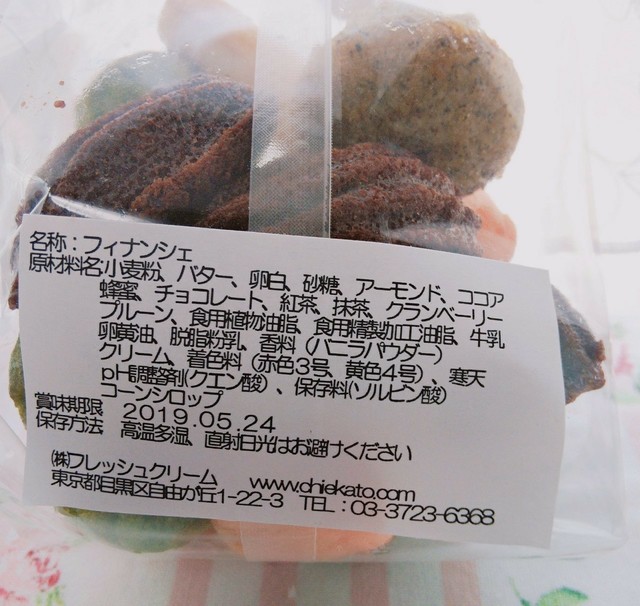 名称：フィナンシェ
原材料名:小麦粉、バター、卵白、砂糖、アーモンド、ココア
蜂蜜、チョコレート、紅茶、抹茶、クランベーリー
プルーン、食用植物油脂、食用精製加工油脂、牛乳
卵黄油、脱脂粉乳、香料（バニラパウダー）
クリーム、着色料（赤色3号、黄色4号）、寒天
pH調整剤(クエン酸）、保存料(ソルビン酸)
コーンシロップ
賞味期限 2019.05.24
保存方法 高温多湿、直射日光はお避けください
㈱フレッシュクリーム www.chiekato.com
東京都目黒区自由が丘1-22-3 TEL：03-3723-6368